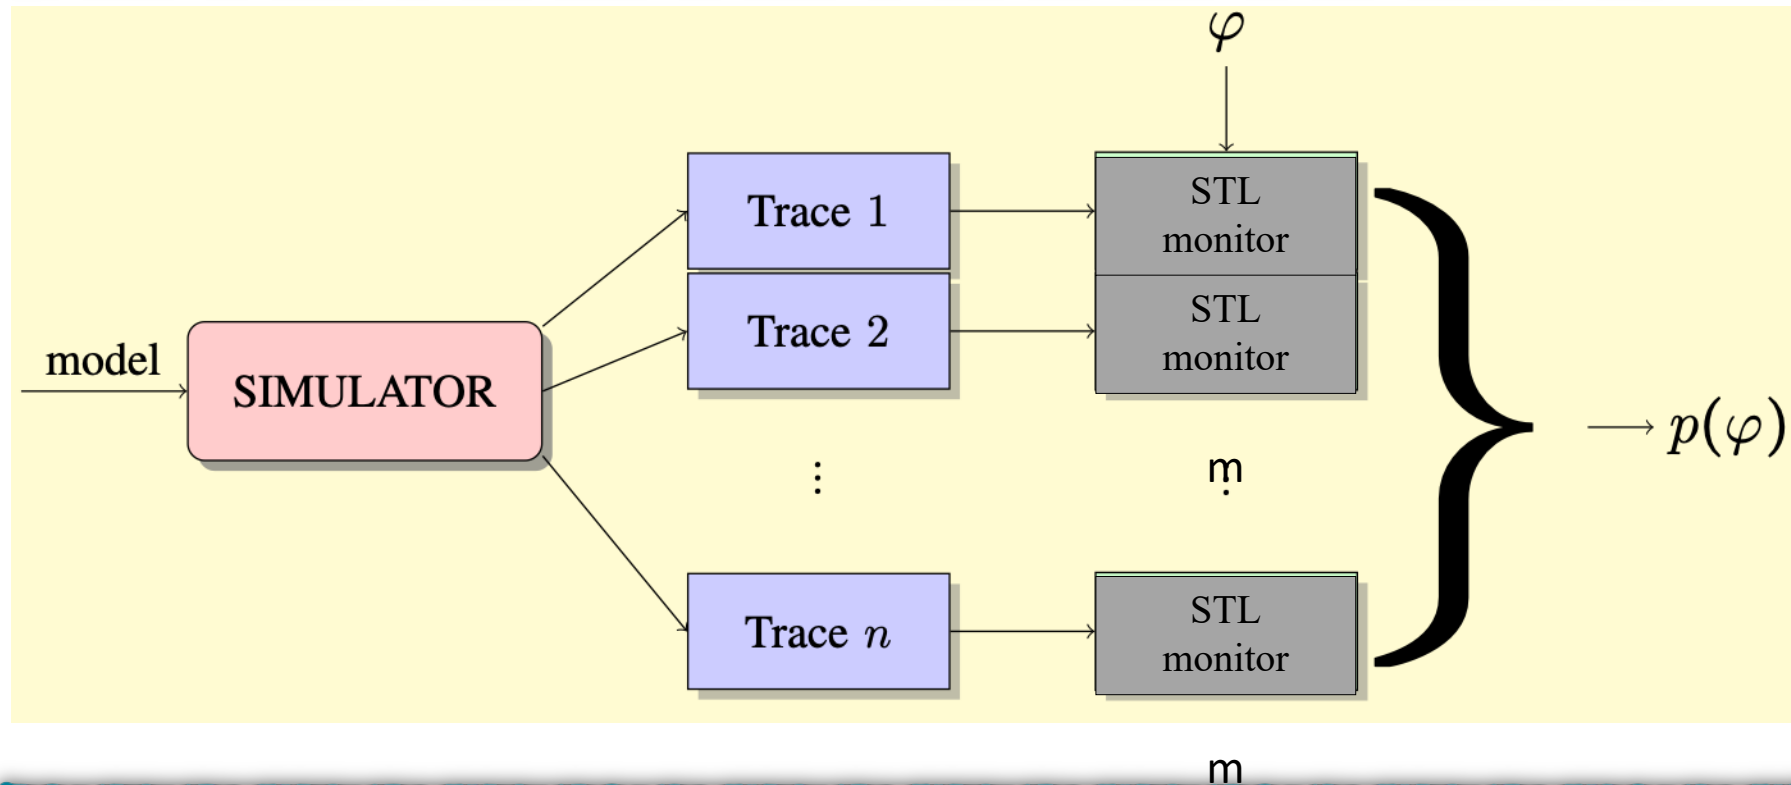 φ
Trace 1
STL
monitor
Trace 2
STL
monitor
model
SIMULATOR
m
p(φ)
Trace n
STL
monitor
m